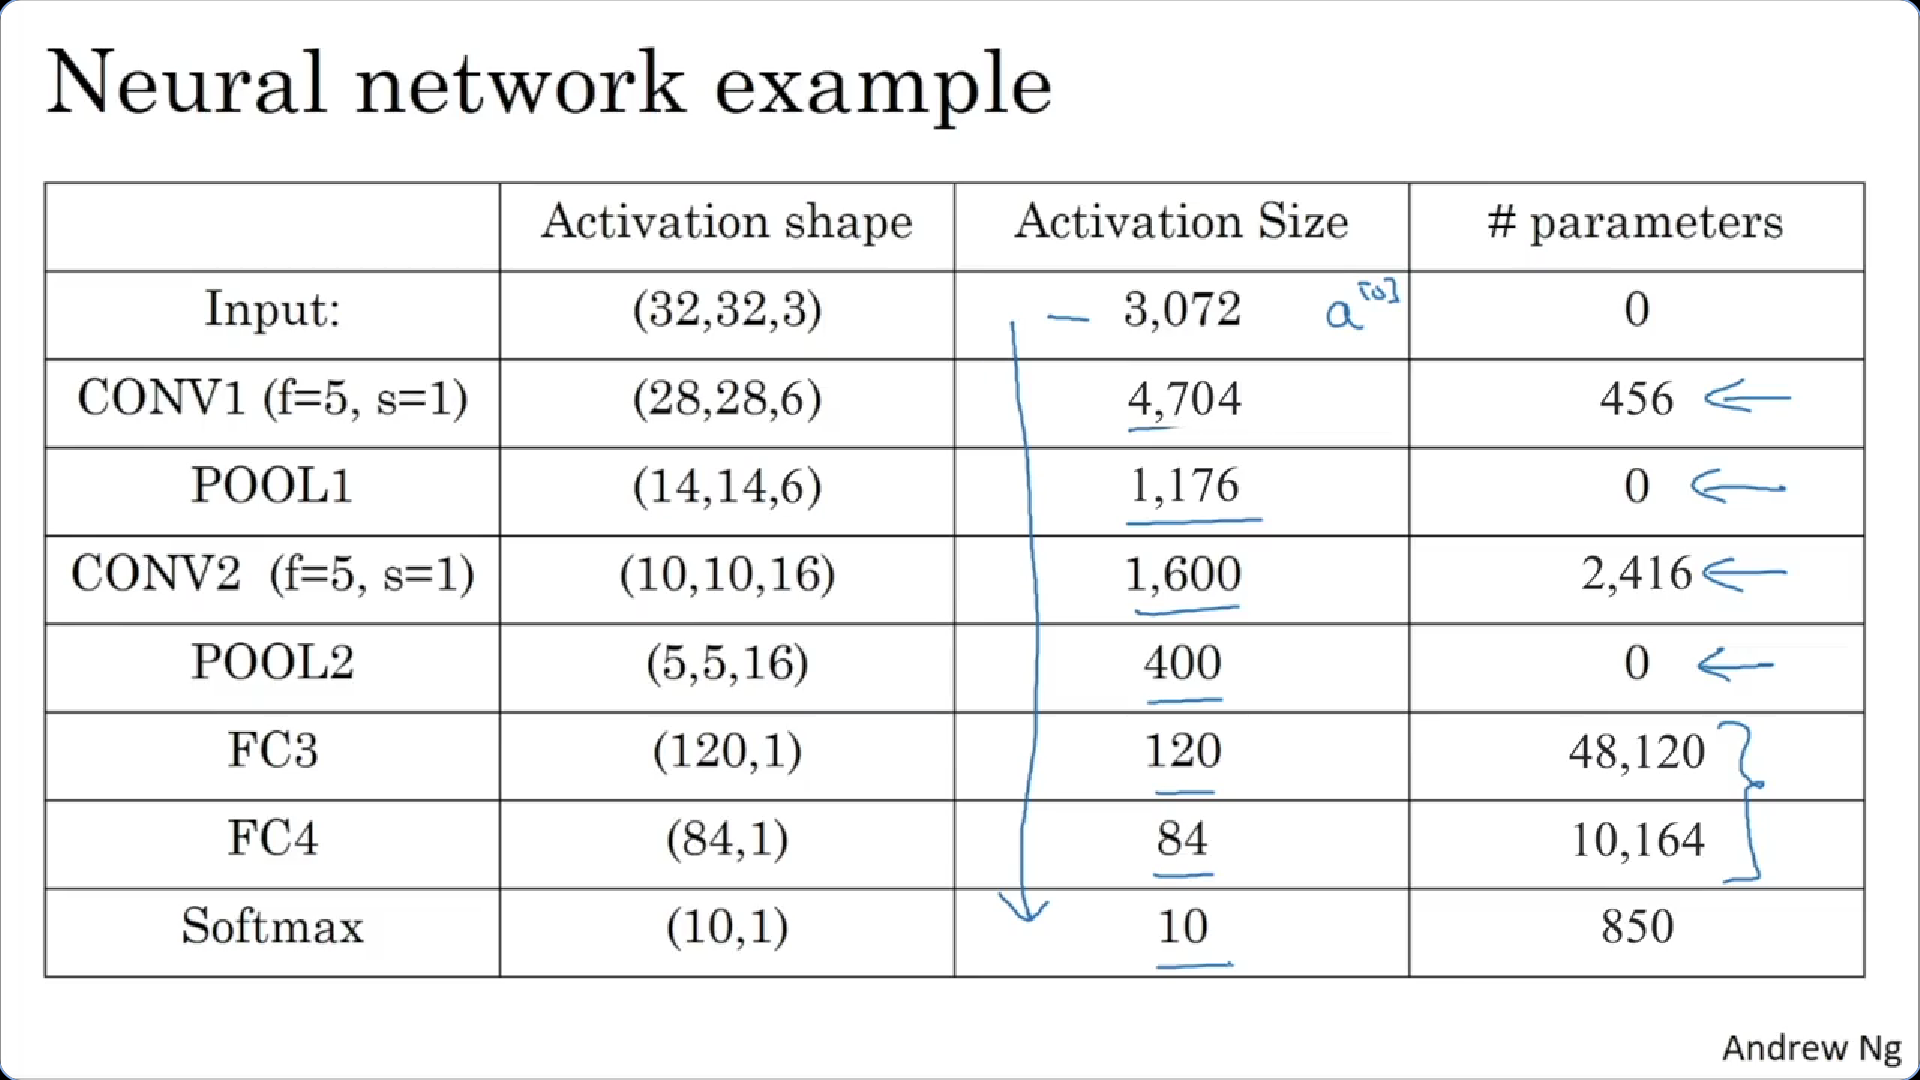 Neural network example
Activation shape Activation Size # parameters
Input: (32,32,3) 3,072 a[0] 0
CONV1 (f=5, s=1) (28,28,6) 4,704 456
POOL1 (14,14,6) 1,176 0
CONV2 (f=5, s=1) (10,10,16) 1,600 2,416
POOL2 (5,5,16) 400 0
FC3 (120,1) 120 48,120
FC4 (84,1) 84 10,164
Softmax (10,1) 10 850
Andrew Ng